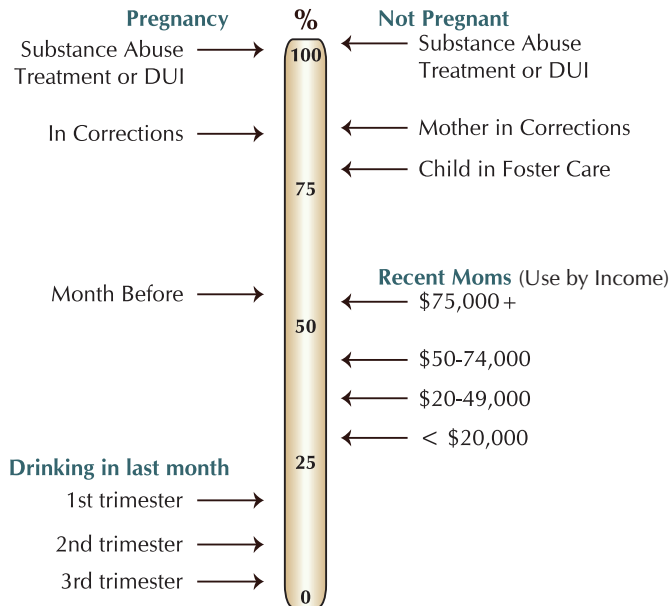 Pregnancy
Substance Abuse
Treatment or DUI
In Corrections
Month Before
Drinking in last month
1st trimester
2nd trimester
3rd trimester
%
100
75
50
25
0
Not Pregnant
Substance Abuse
Treatment or DUI
Mother in Corrections
Child in Foster Care
Recent Moms (Use by Income)
$75,000+
$50-74,000
$20-49,000
< $20,000